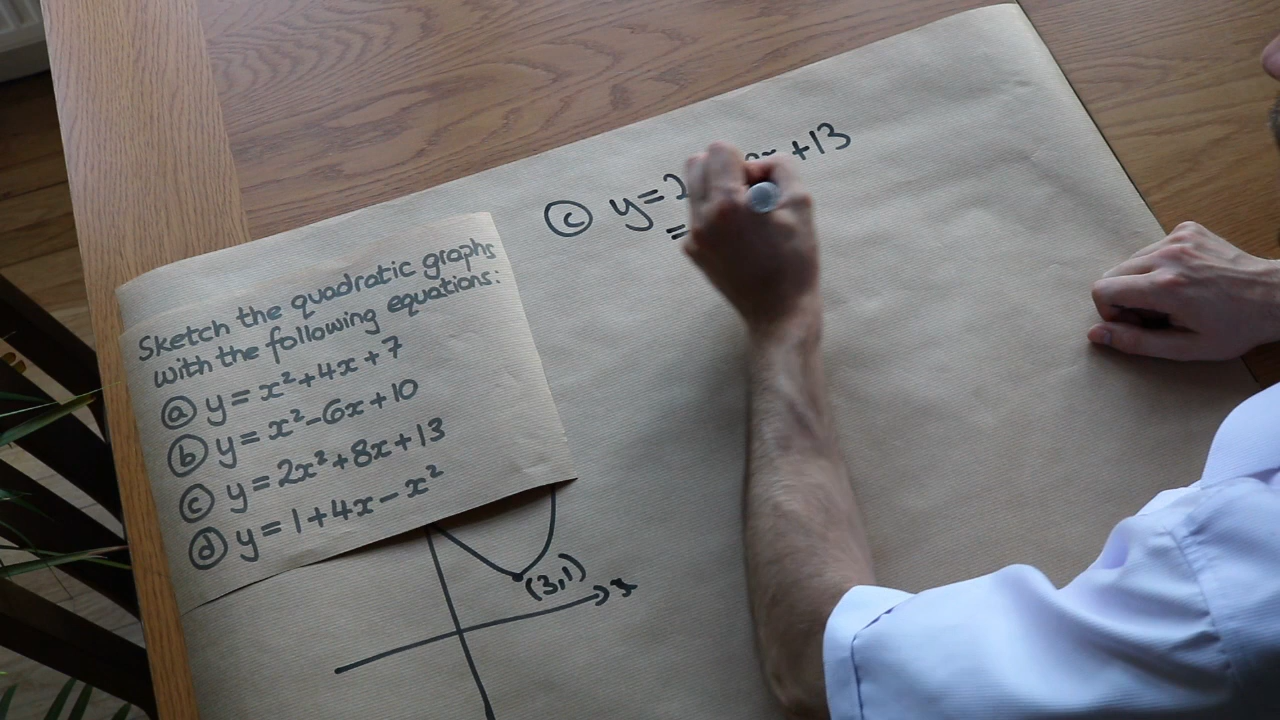 Sketch the quadratic graphs
with the following equations:
ⓐ y = x² + 4x + 7
ⓑ y = x² - 6x + 10
ⓒ y = 2x² + 8x + 13
ⓓ y = 1 + 4x - x²
ⓒ y = 2 x + 13
=
(3,1)
x